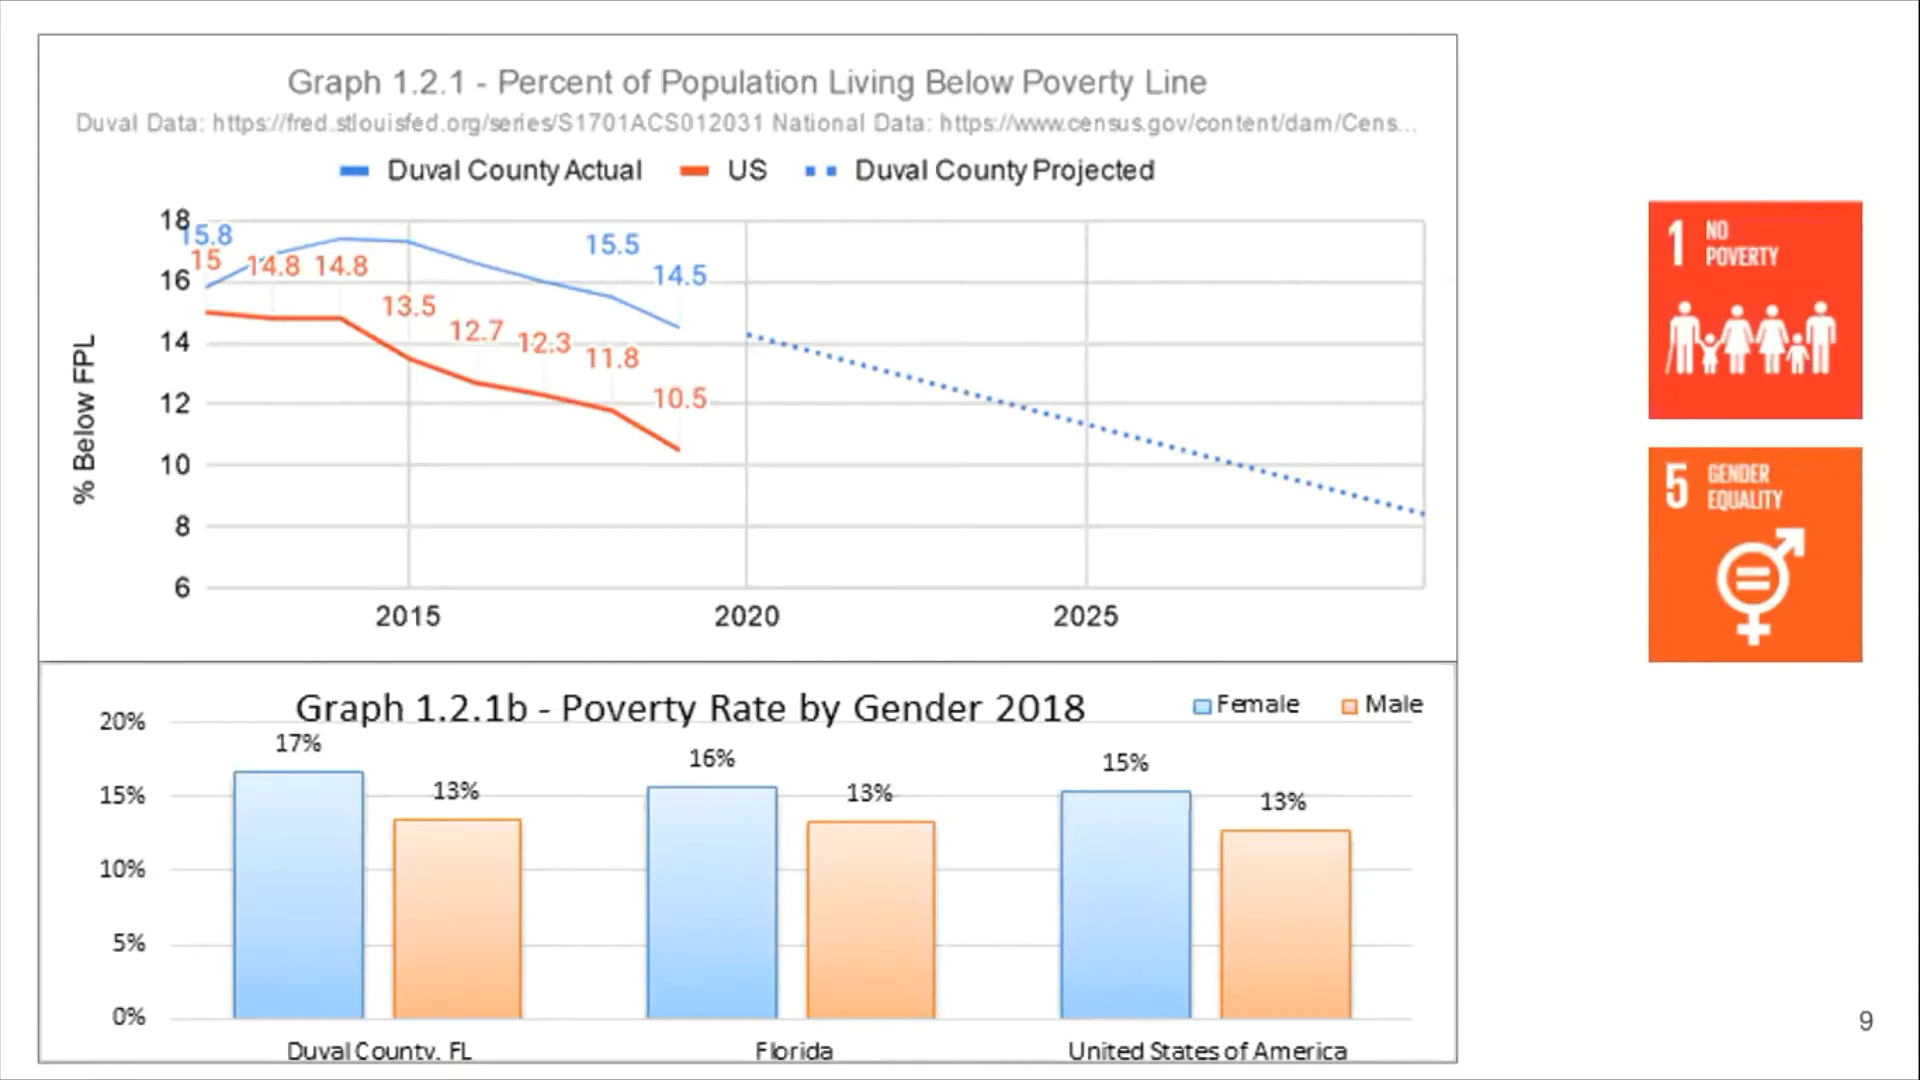 Graph 1.2.1 - Percent of Population Living Below Poverty Line
Duval Data: https://fred.stlouisfed.org/series/S1701ACS012031 National Data: https://www.census.gov/content/dam/Cens...
Duval County Actual US Duval County Projected
18
16
14
12
10
8
6
% Below FPL
15.8
15
14.8
14.8
13.5
12.7
12.3
15.5
11.8
14.5
10.5
2015 2020 2025
1 NO
POVERTY
5 GENDER
EQUALITY
Graph 1.2.1b - Poverty Rate by Gender 2018
Female Male
20%
15%
10%
5%
0%
17%
13%
16%
13%
15%
13%
Duval County, FL Florida United States of America
9